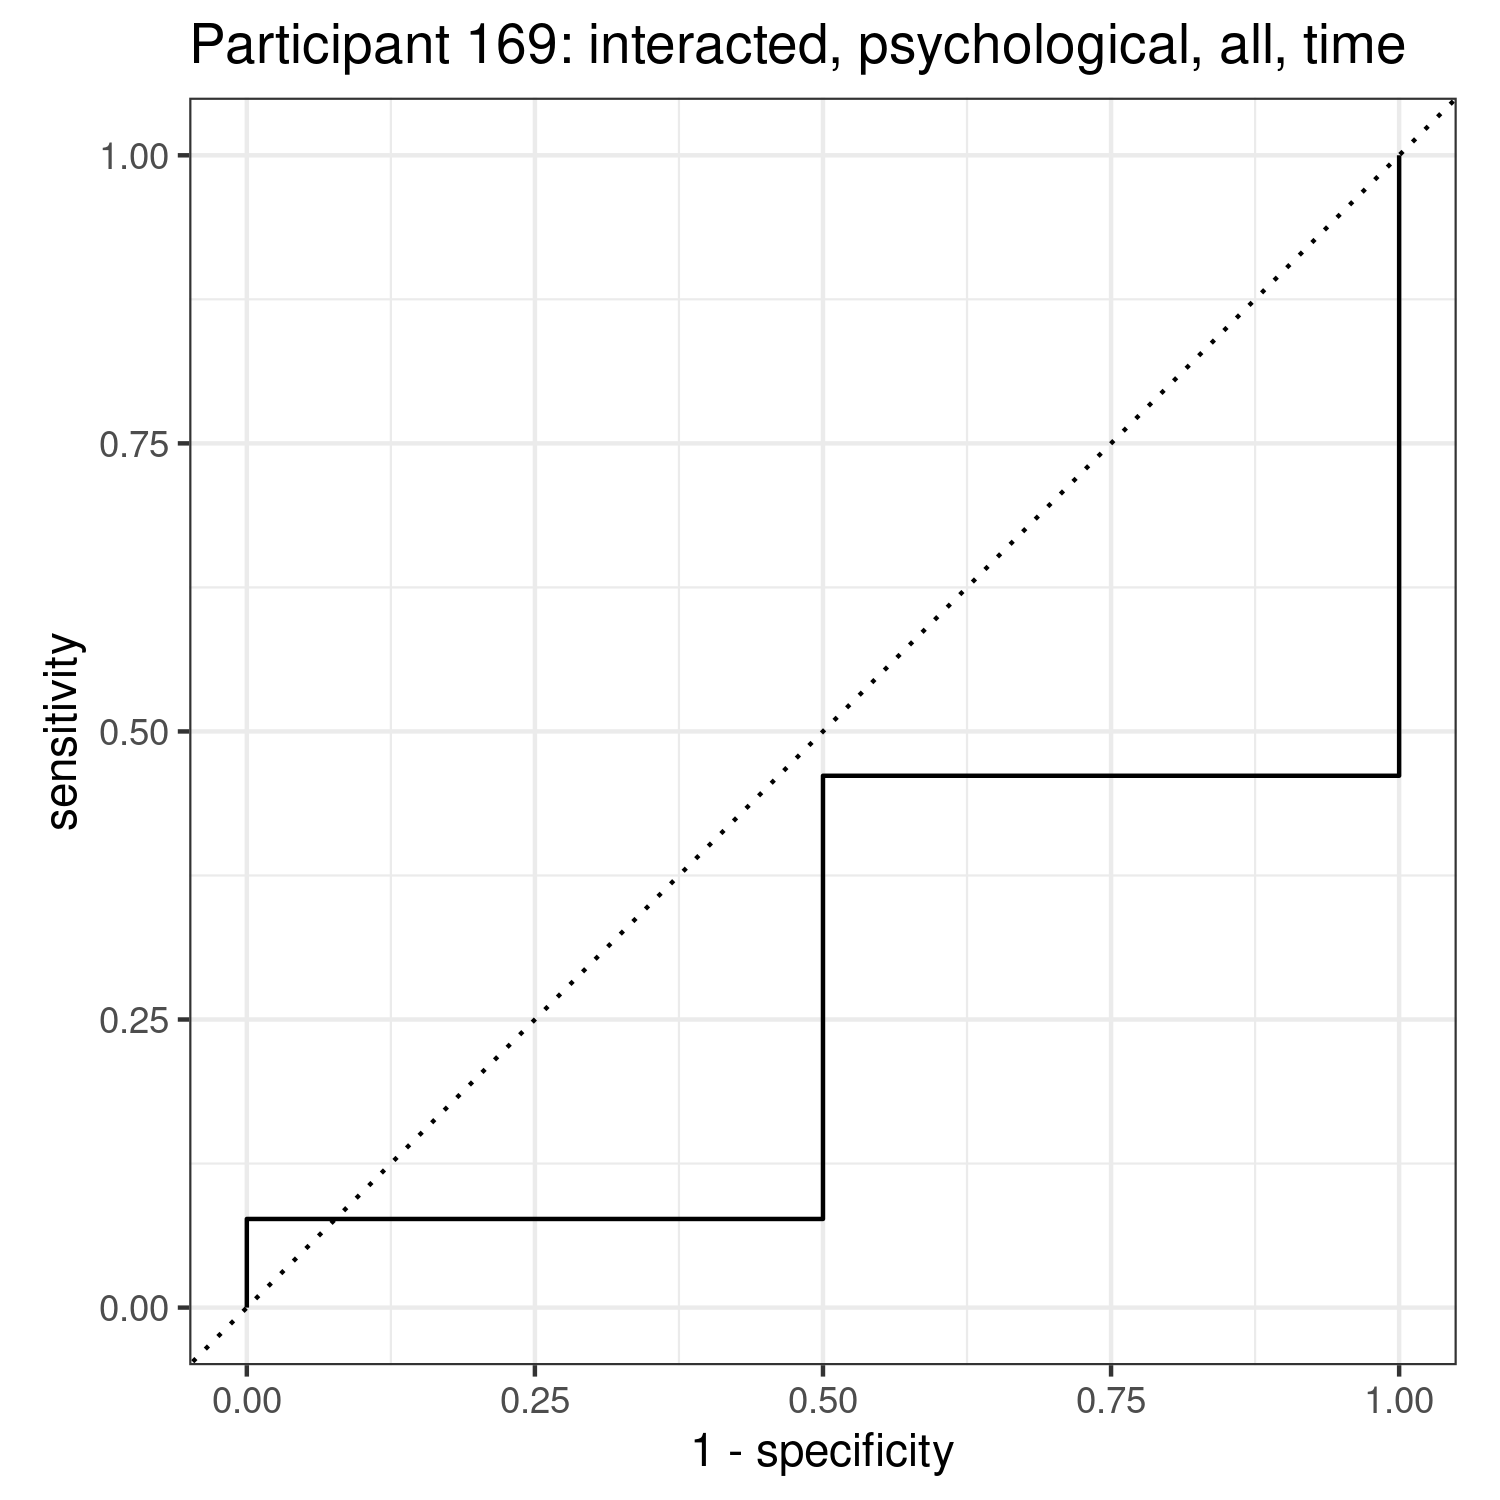 Participant 169: interacted, psychological, all, time
1.00
0.75
0.50
0.25
0.00
sensitivity
0.00 0.25 0.50 0.75 1.00
1 - specificity